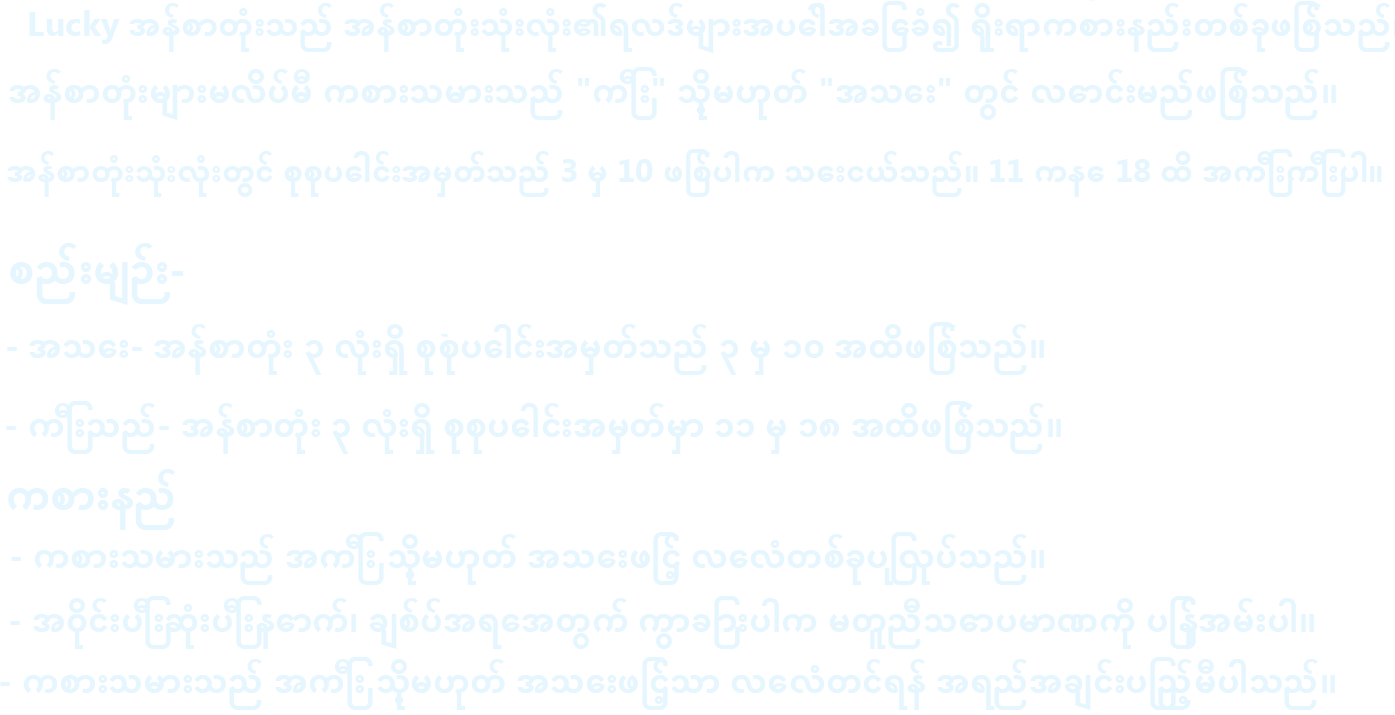 Lucky အန်စာတုံးသည် အန်စာတုံးသုံးလုံး၏ရလဒ်များအပေါ်အခြေခံ၍ ရိုးရာကစားနည်းတစ်ခုဖြစ်သည်။
အန်စာတုံးများမလိပ်မီ ကစားသမားသည် "ကြီး" သို့မဟုတ် "အသေး" တွင် လောင်းမည်ဖြစ်သည်။
အန်စာတုံးသုံးလုံးတွင် စုစုပေါင်းအမှတ်သည် 3 မှ 10 ဖြစ်ပါက သေးငယ်သည်။ 11 ကနေ 18 ထိ အကြီးကြီးပါ။
စည်းမျဉ်း-
- အသေး- အန်စာတုံး ၃ လုံးရှိ စုစုပေါင်းအမှတ်သည် ၃ မှ ၁၀ အထိဖြစ်သည်။
- ကြီးသည်- အန်စာတုံး ၃ လုံးရှိ စုစုပေါင်းအမှတ်မှာ ၁၁ မှ ၁၈ အထိဖြစ်သည်။
ကစားနည်
- ကစားသမားသည် အကြီး သို့မဟုတ် အသေးဖြင့် လေလံတစ်ခုပြုလုပ်သည်။
- အဝိုင်းပြီးဆုံးပြီးနောက်၊ ချစ်ပ်အရေအတွက် ကွာခြားပါက မတူညီသောပမာဏကို ပြန်အမ်းပါ။
- ကစားသမားသည် အကြီး သို့မဟုတ် အသေးဖြင့်သာ လေလံတင်ရန် အရည်အချင်းပြည့်မီပါသည်။